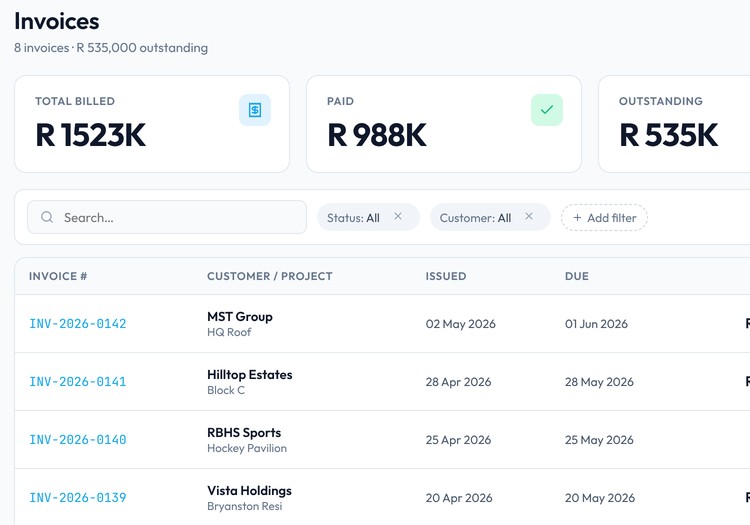 Invoices
8 invoices · R 535,000 outstanding
TOTAL BILLED
R 1523K
PAID
R 988K
OUTSTANDING
R 535K
Search...
Status: All ×
Customer: All ×
+ Add filter
INVOICE # CUSTOMER / PROJECT ISSUED DUE
INV-2026-0142 MST Group 02 May 2026 01 Jun 2026 R
HQ Roof
INV-2026-0141 Hilltop Estates 28 Apr 2026 28 May 2026 R
Block C
INV-2026-0140 RBHS Sports 25 Apr 2026 25 May 2026
Hockey Pavilion
INV-2026-0139 Vista Holdings 20 Apr 2026 20 May 2026 R
Bryanston Resi